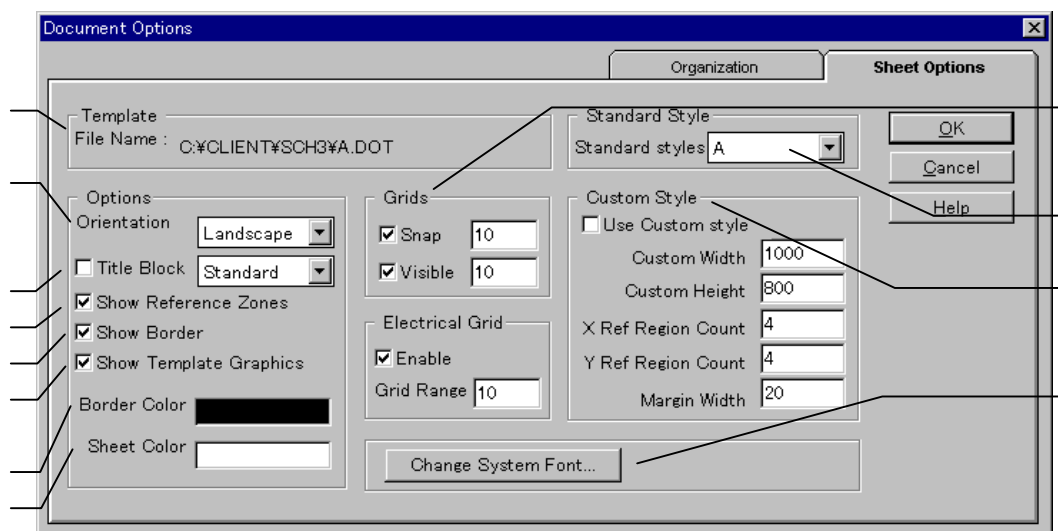 Document Options
Organization
Sheet Options
Template
File Name : C:¥CLIENT¥SCH3¥A.DOT
Standard Style
Standard styles A
OK
Cancel
Help
Options
Orientation Landscape
Title Block Standard
Show Reference Zones
Show Border
Show Template Graphics
Border Color
Sheet Color
Grids
Snap 10
Visible 10
Electrical Grid
Enable
Grid Range 10
Custom Style
Use Custom style
Custom Width 1000
Custom Height 800
X Ref Region Count 4
Y Ref Region Count 4
Margin Width 20
Change System Font...